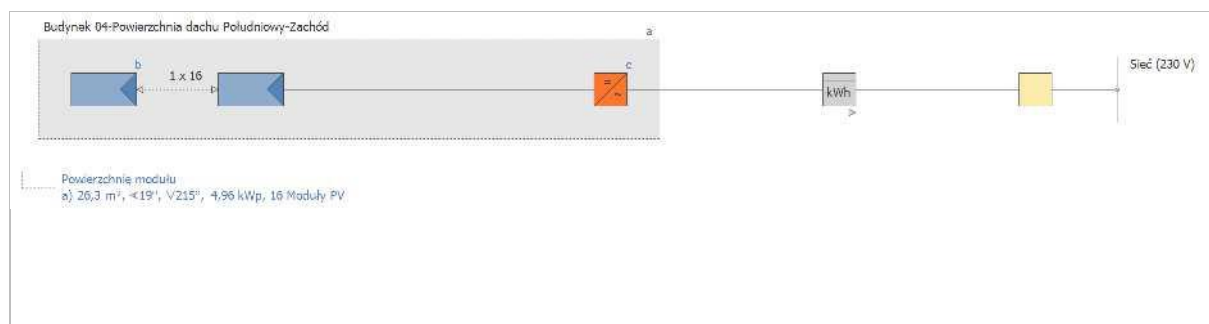 Budynek 04-Powierzchnia dachu Południowy-Zachód
a
b
1 x 16
c
=
~
kWh
Sieć (230 V)
Powierzchnię modułu
a) 26,3 m², ∢19°, ∨215°, 4,96 kWp, 16 Moduły PV